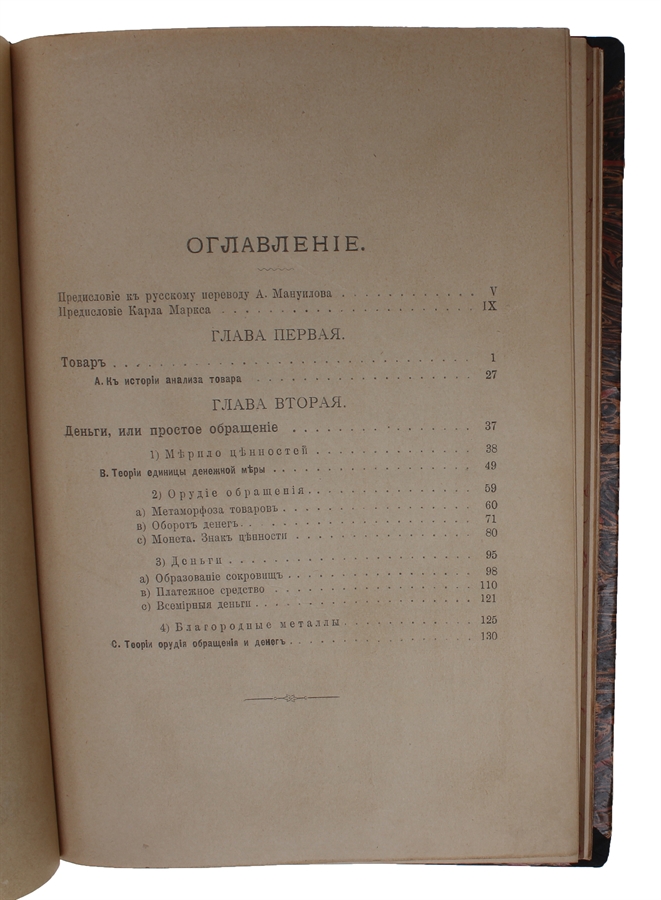 ОГЛАВЛЕНІЕ.
Предисловіе къ русскому переводу А. Мануилова . . . . . . . . . . . V
Предисловіе Карла Маркса . . . . . . . . . . . . . . . . . IX
ГЛАВА ПЕРВАЯ.
Товаръ . . . . . . . . . . . . . . . . . . . . . . . 1
А. Къ исторіи анализа товара . . . . . . . . . . . . . . 27
ГЛАВА ВТОРАЯ.
Деньги, или простое обращеніе . . . . . . . . . . . . 37
1) Мѣрило цѣнностей . . . . . . . . . . 38
В. Теоріи единицы денежной мѣры . . . . . . . . . . . . . 49
2) Орудіе обращенія . . . . . . . . . . . 59
а) Метаморфоза товаровъ . . . . . . . . . . . . 60
в) Оборотъ денегъ . . . . . . . . . . . . . . 71
с) Монета. Знакъ цѣнности . . . . . . . . . . . . 80
3) Деньги . . . . . . . . . . . . . . . . 95
а) Образованіе сокровищъ . . . . . . . . . . . . 98
в) Платежное средство . . . . . . . . . . . . . 110
с) Всемірныя деньги . . . . . . . . . . . . . . 121
4) Благородные металлы . . . . . . . . . 125
С. Теоріи орудія обращенія и денегъ . . . . . . . . . . . . 130